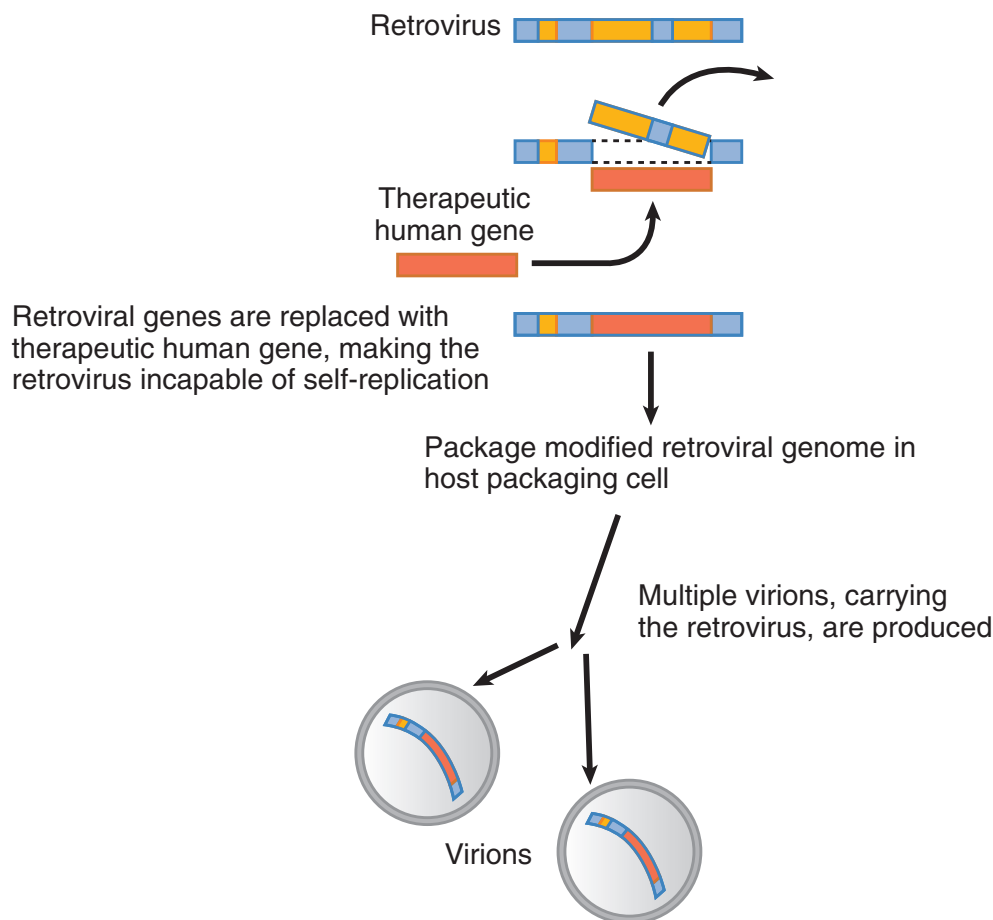 Retrovirus
Therapeutic
human gene
Retroviral genes are replaced with
therapeutic human gene, making the
retrovirus incapable of self-replication
Package modified retroviral genome in
host packaging cell
Multiple virions, carrying
the retrovirus, are produced
Virions